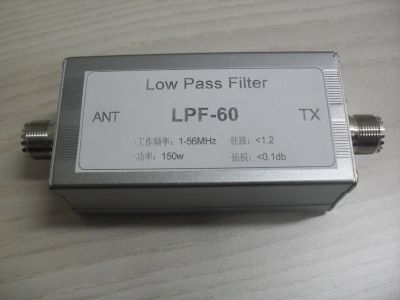 Low Pass Filter
ANT LPF-60 TX
·工作频率：1-56MHz ·驻波：<1.2
·功率：150w ·插损：<0.1db